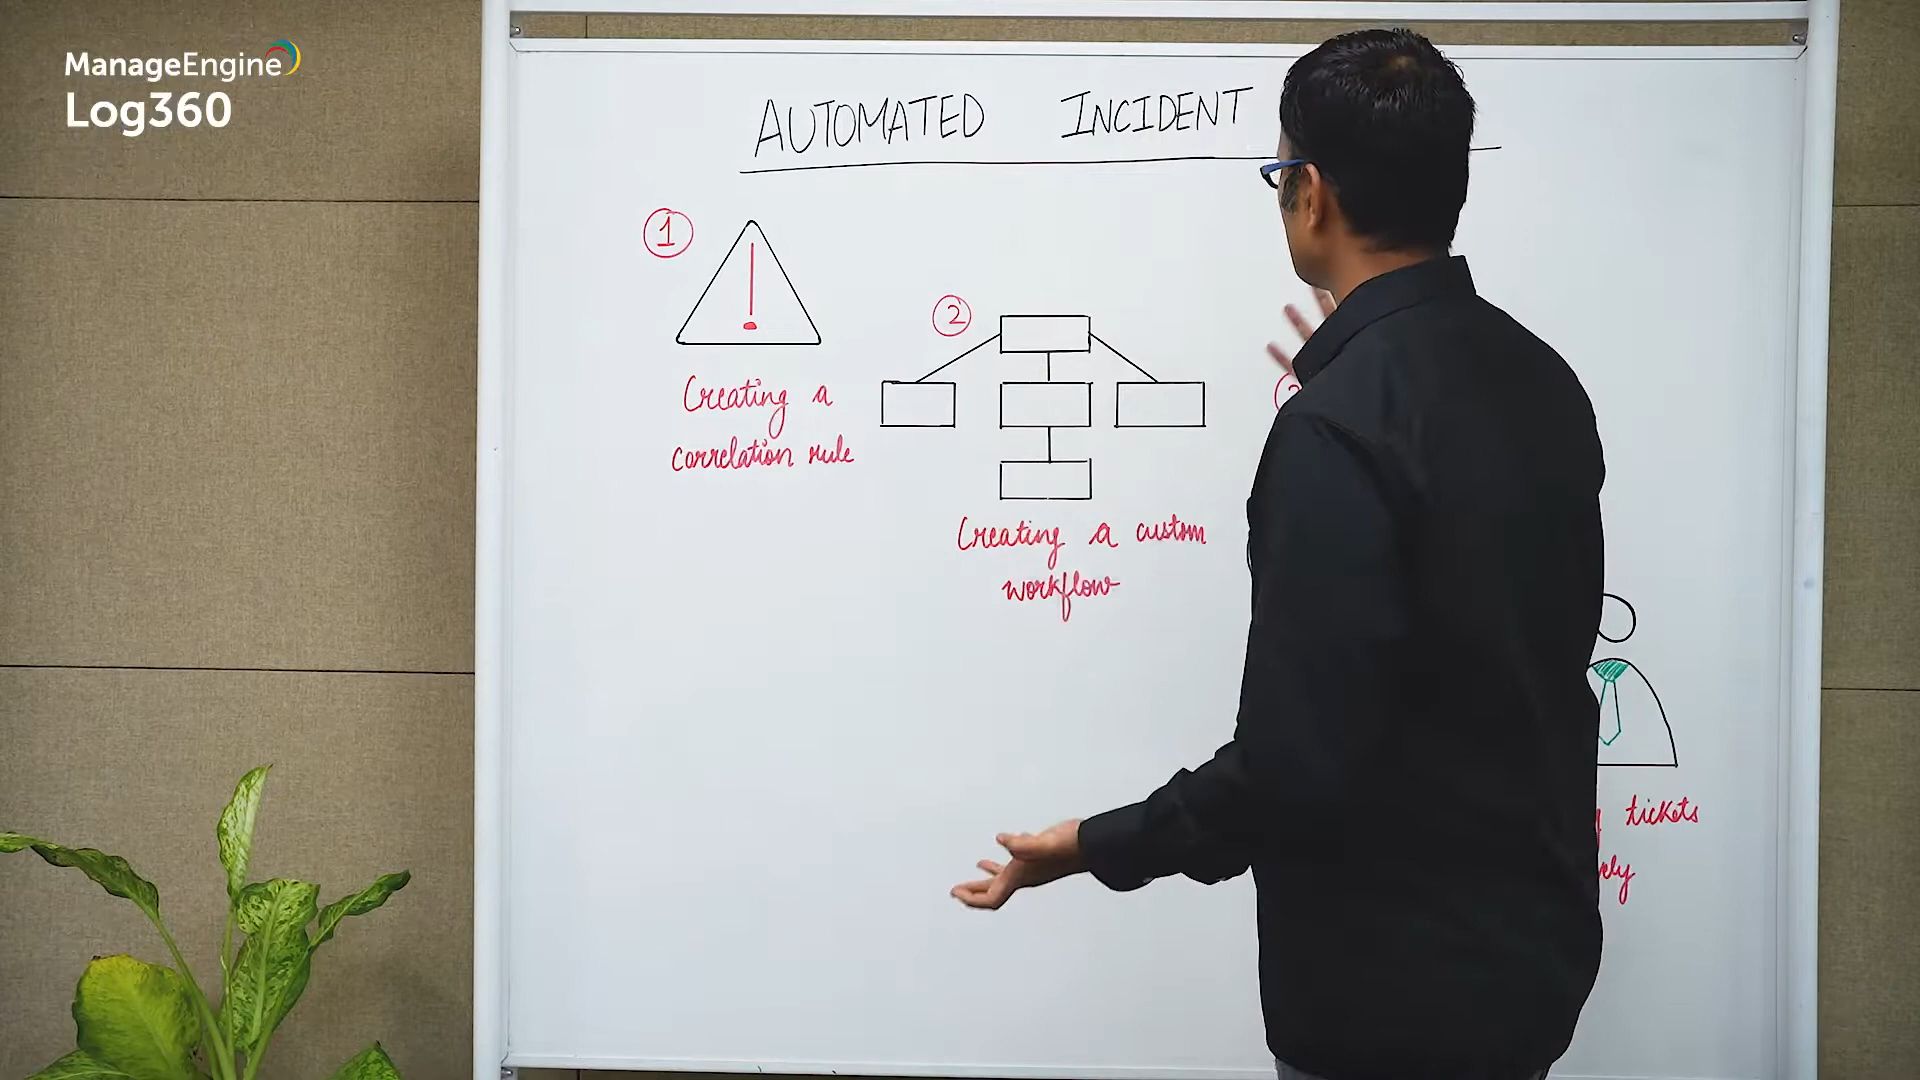 ManageEngine
Log360
AUTOMATED INCIDENT
1
Creating a
correlation rule
2
Creating a custom
workflow
tickets